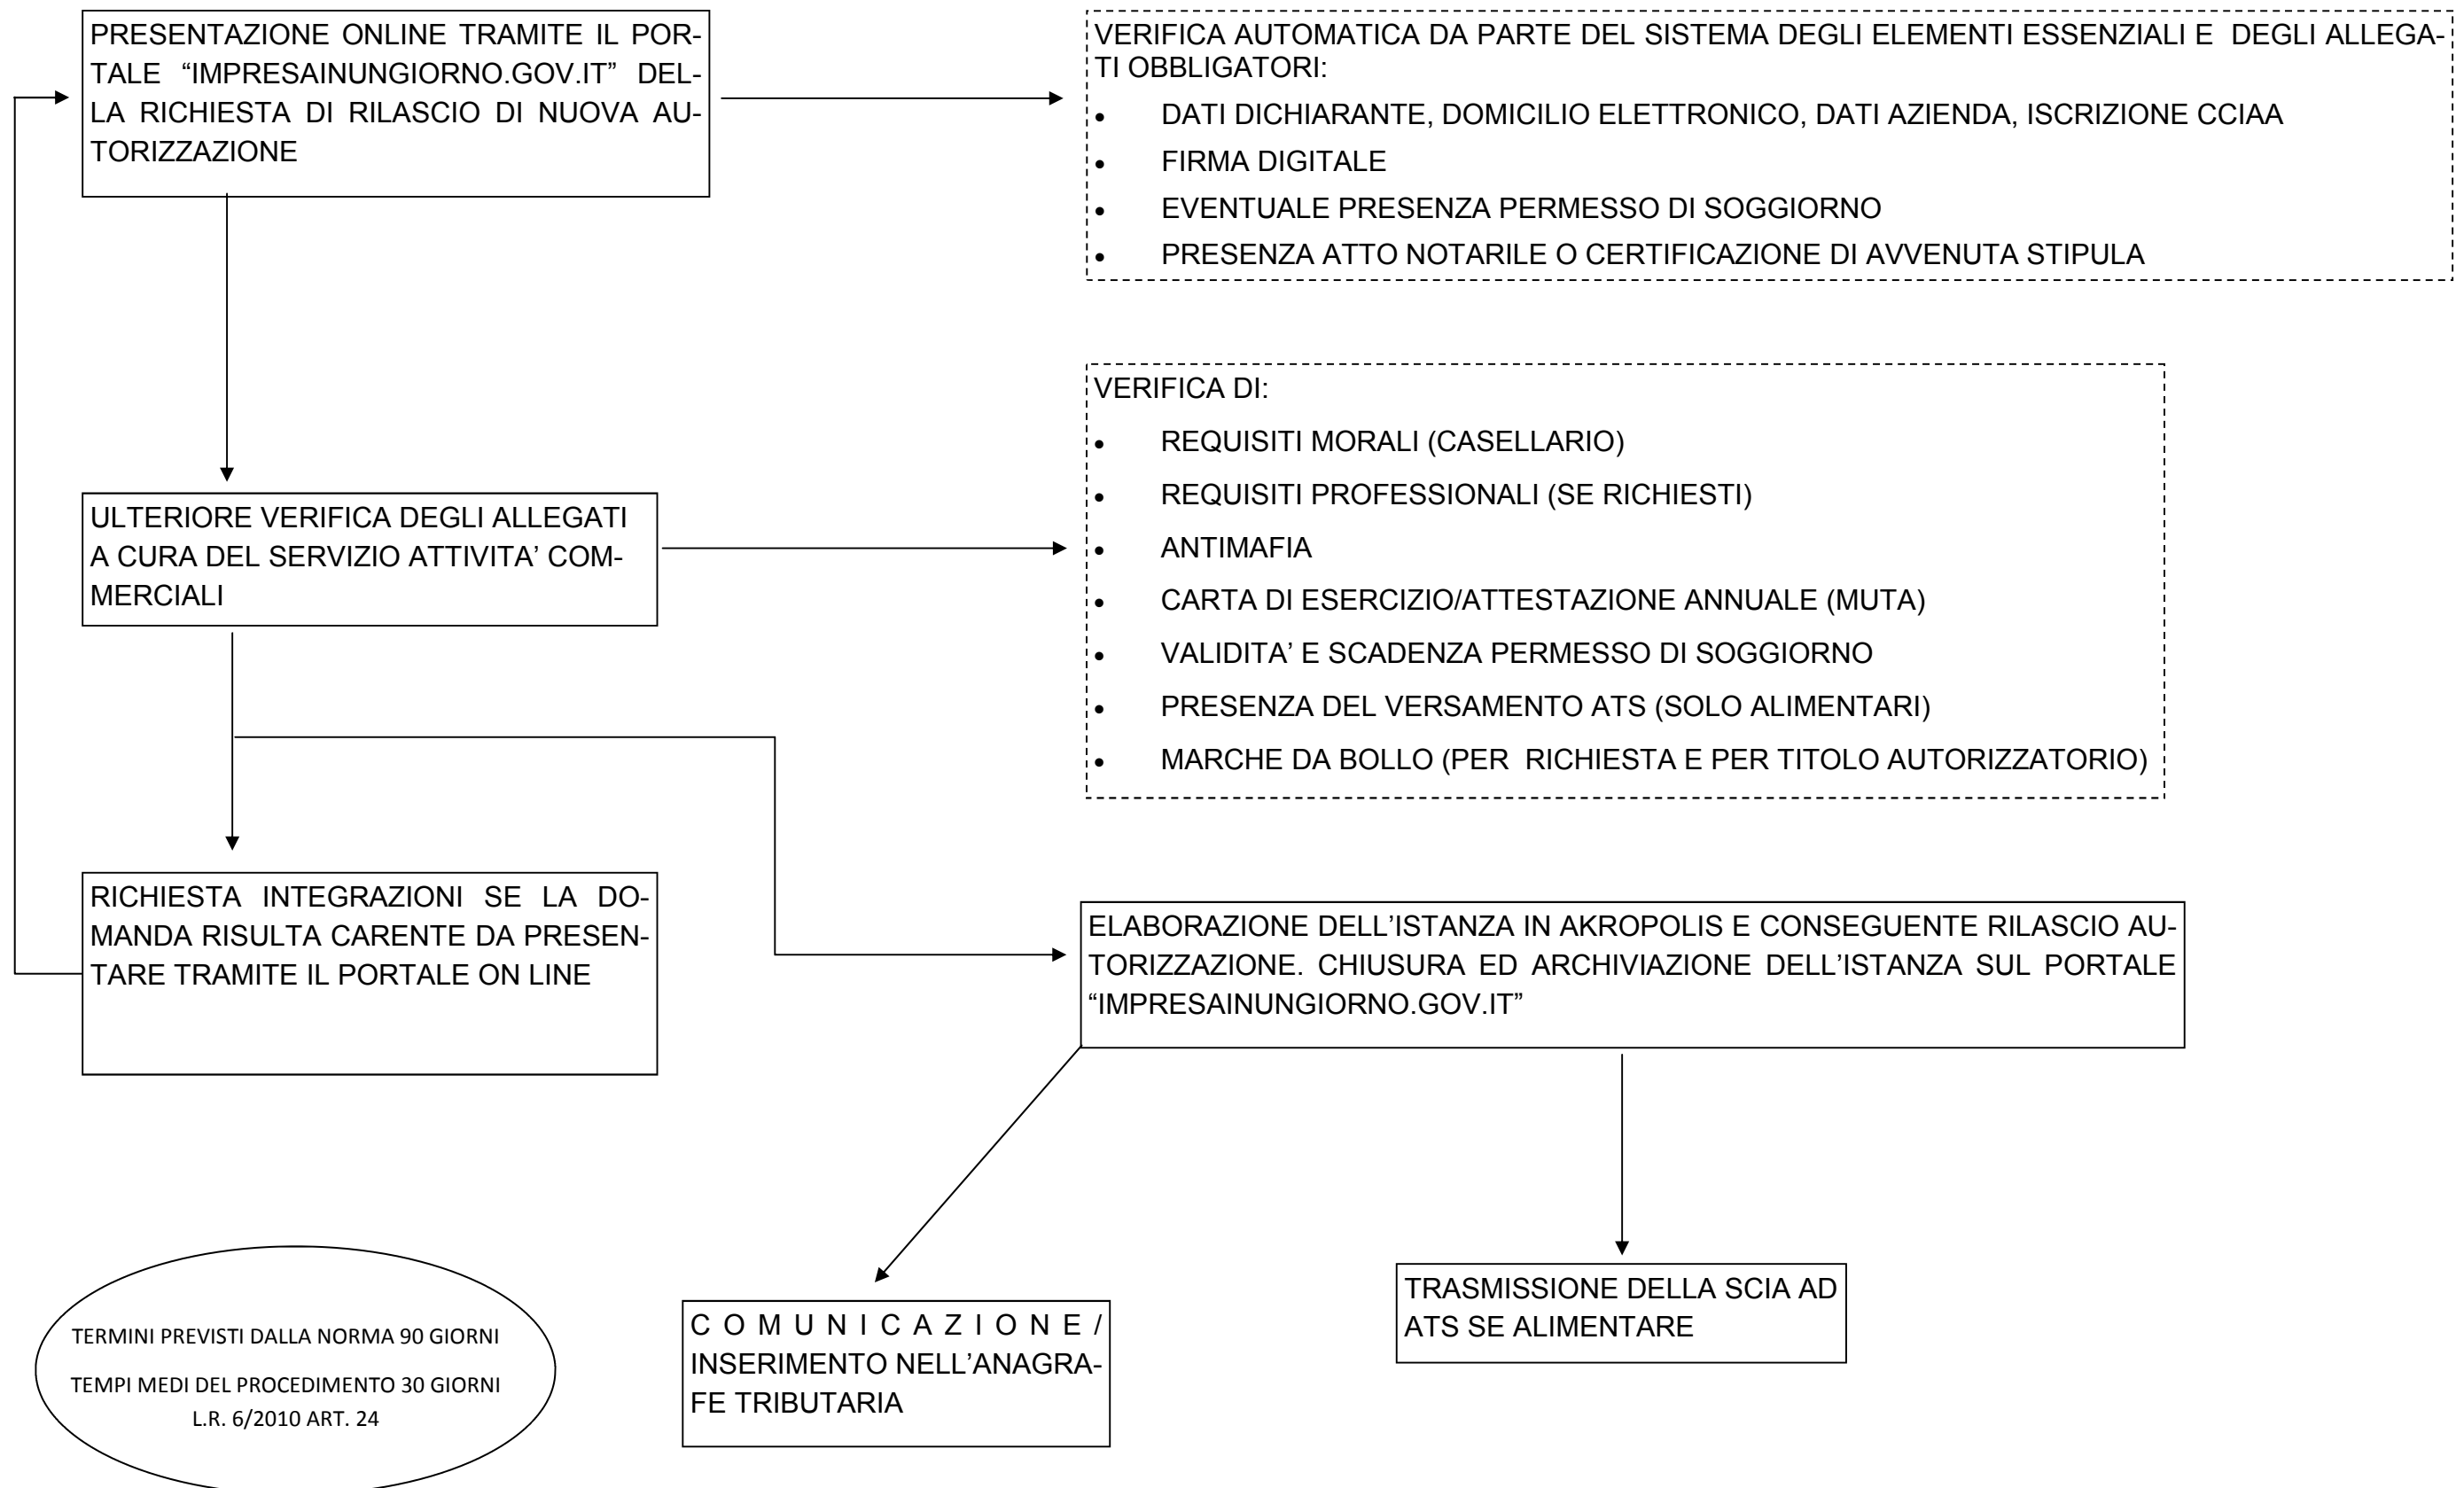 PRESENTAZIONE ONLINE TRAMITE IL POR-
TALE “IMPRESAINUNGIORNO.GOV.IT” DEL-
LA RICHIESTA DI RILASCIO DI NUOVA AU-
TORIZZAZIONE
VERIFICA AUTOMATICA DA PARTE DEL SISTEMA DEGLI ELEMENTI ESSENZIALI E DEGLI ALLEGA-
TI OBBLIGATORI:
• DATI DICHIARANTE, DOMICILIO ELETTRONICO, DATI AZIENDA, ISCRIZIONE CCIAA
• FIRMA DIGITALE
• EVENTUALE PRESENZA PERMESSO DI SOGGIORNO
• PRESENZA ATTO NOTARILE O CERTIFICAZIONE DI AVVENUTA STIPULA
ULTERIORE VERIFICA DEGLI ALLEGATI
A CURA DEL SERVIZIO ATTIVITA’ COM-
MERCIALI
VERIFICA DI:
• REQUISITI MORALI (CASELLARIO)
• REQUISITI PROFESSIONALI (SE RICHIESTI)
• ANTIMAFIA
• CARTA DI ESERCIZIO/ATTESTAZIONE ANNUALE (MUTA)
• VALIDITA’ E SCADENZA PERMESSO DI SOGGIORNO
• PRESENZA DEL VERSAMENTO ATS (SOLO ALIMENTARI)
• MARCHE DA BOLLO (PER RICHIESTA E PER TITOLO AUTORIZZATORIO)
RICHIESTA INTEGRAZIONI SE LA DO-
MANDA RISULTA CARENTE DA PRESEN-
TARE TRAMITE IL PORTALE ON LINE
ELABORAZIONE DELL’ISTANZA IN AKROPOLIS E CONSEGUENTE RILASCIO AU-
TORIZZAZIONE. CHIUSURA ED ARCHIVIAZIONE DELL’ISTANZA SUL PORTALE
“IMPRESAINUNGIORNO.GOV.IT”
TERMINI PREVISTI DALLA NORMA 90 GIORNI
TEMPI MEDI DEL PROCEDIMENTO 30 GIORNI
L.R. 6/2010 ART. 24
COMUNICAZIONE/
INSERIMENTO NELL’ANAGRA-
FE TRIBUTARIA
TRASMISSIONE DELLA SCIA AD
ATS SE ALIMENTARE